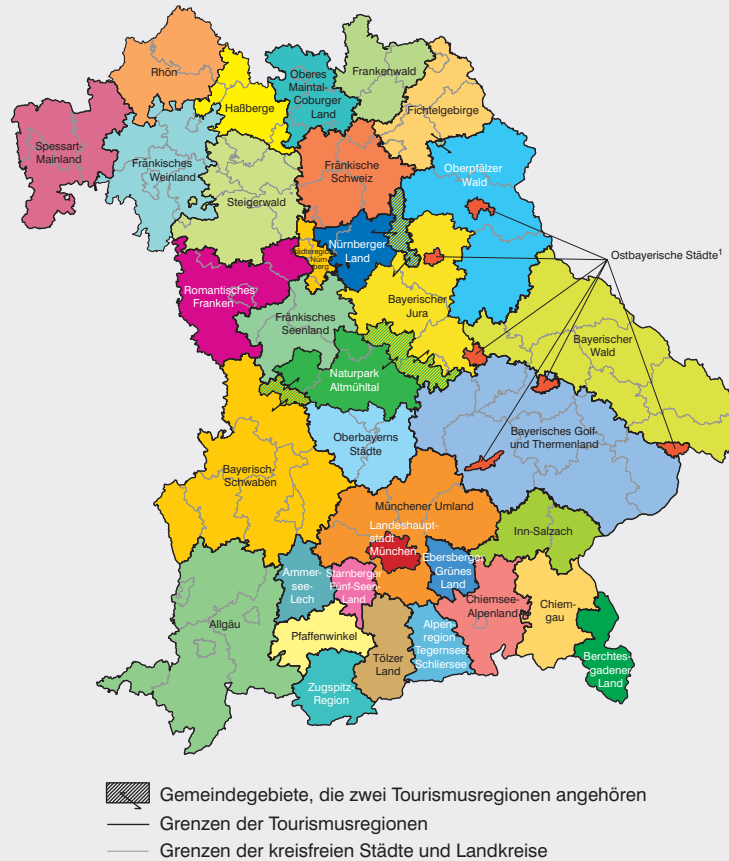 Rhön
Frankenwald
Oberes
Maintal-
Coburger
Land
Haßberge
Fichtelgebirge
Spessart-
Mainland
Fränkisches
Weinland
Fränkische
Schweiz
Oberpfälzer
Wald
Steigerwald
Städteregion
Nürn-
berg
Nürnberger
Land
Ostbayerische Städte¹
Romantisches
Franken
Bayerischer
Jura
Fränkisches
Seenland
Bayerischer
Wald
Naturpark
Altmühltal
Oberbayerns
Städte
Bayerisches Golf-
und Thermenland
Bayerisch-
Schwaben
Münchener Umland
Landeshaupt-
stadt
München
Inn-Salzach
Ammer-
see-
Lech
Starnberger
Fünf-Seen-
Land
Ebersberger
Grünes
Land
Chiemsee-
Alpenland
Chiem-
gau
Allgäu
Pfaffenwinkel
Tölzer
Land
Alpen-
region
Tegernsee
Schliersee
Berchtes-
gadener
Land
Zugspitz-
Region
Gemeindegebiete, die zwei Tourismusregionen angehören
Grenzen der Tourismusregionen
Grenzen der kreisfreien Städte und Landkreise